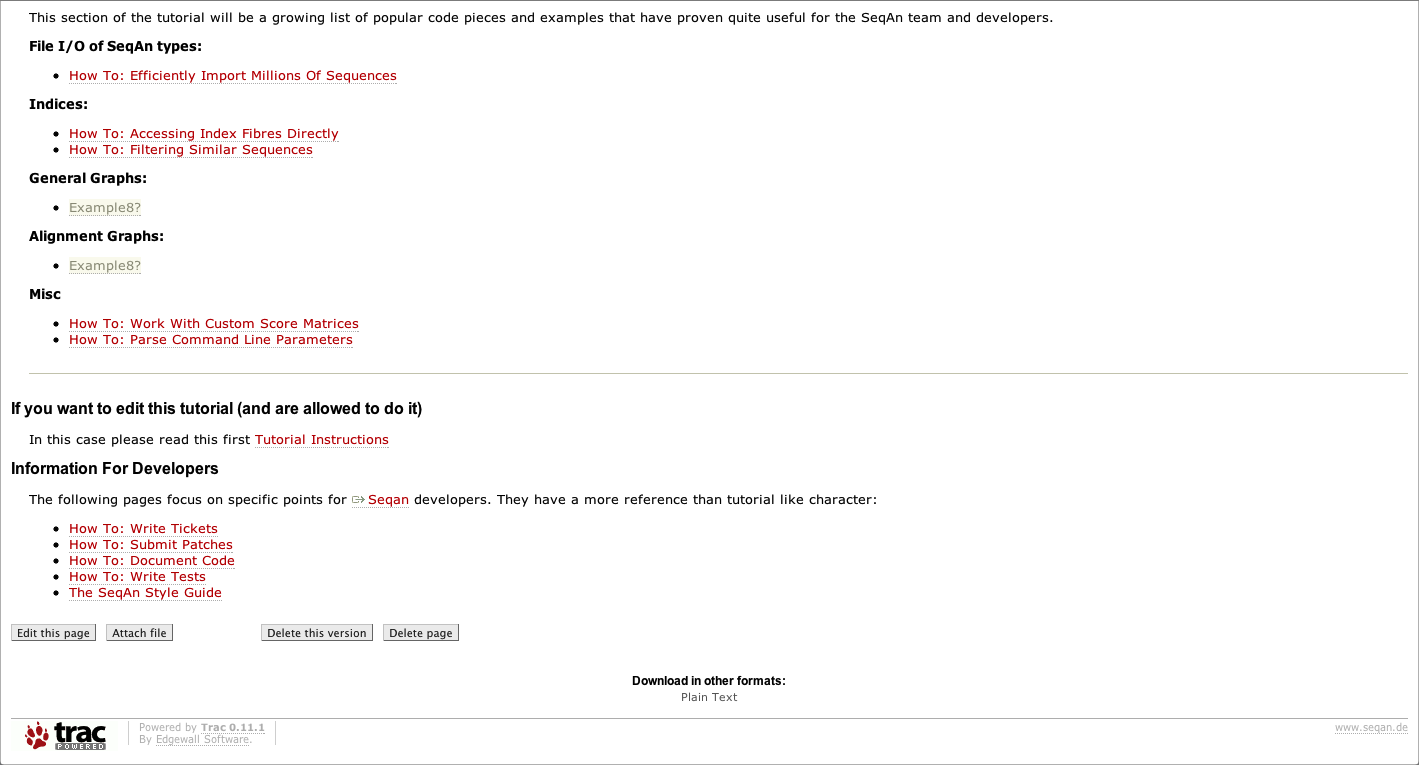 This section of the tutorial will be a growing list of popular code pieces and examples that have proven quite useful for the SeqAn team and developers.
File I/O of SeqAn types:
How To: Efficiently Import Millions Of Sequences
Indices:
How To: Accessing Index Fibres Directly
How To: Filtering Similar Sequences
General Graphs:
Example8?
Alignment Graphs:
Example8?
Misc
How To: Work With Custom Score Matrices
How To: Parse Command Line Parameters
If you want to edit this tutorial (and are allowed to do it)
In this case please read this first Tutorial Instructions
Information For Developers
The following pages focus on specific points for Seqan developers. They have a more reference than tutorial like character:
How To: Write Tickets
How To: Submit Patches
How To: Document Code
How To: Write Tests
The SeqAn Style Guide
Edit this page Attach file Delete this version Delete page
Download in other formats:
Plain Text
trac POWERED
Powered by Trac 0.11.1
By Edgewall Software.
www.seqan.de